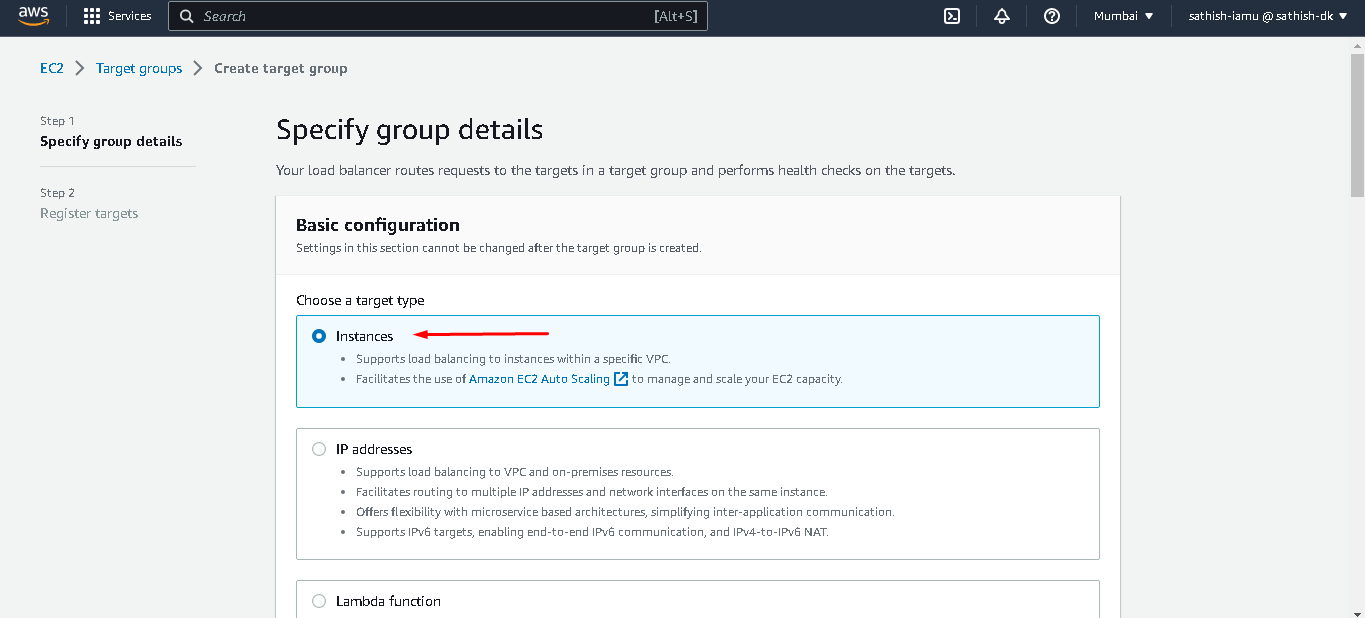 aws
Services
Search [Alt+S]
Mumbai
sathish-iamu @ sathish-dk
EC2 Target groups Create target group
Step 1
Specify group details
Step 2
Register targets
Specify group details
Your load balancer routes requests to the targets in a target group and performs health checks on the targets.
Basic configuration
Settings in this section cannot be changed after the target group is created.
Choose a target type
Instances
• Supports load balancing to instances within a specific VPC.
• Facilitates the use of Amazon EC2 Auto Scaling to manage and scale your EC2 capacity.
IP addresses
• Supports load balancing to VPC and on-premises resources.
• Facilitates routing to multiple IP addresses and network interfaces on the same instance.
• Offers flexibility with microservice based architectures, simplifying inter-application communication.
• Supports IPv6 targets, enabling end-to-end IPv6 communication, and IPv4-to-IPv6 NAT.
Lambda function